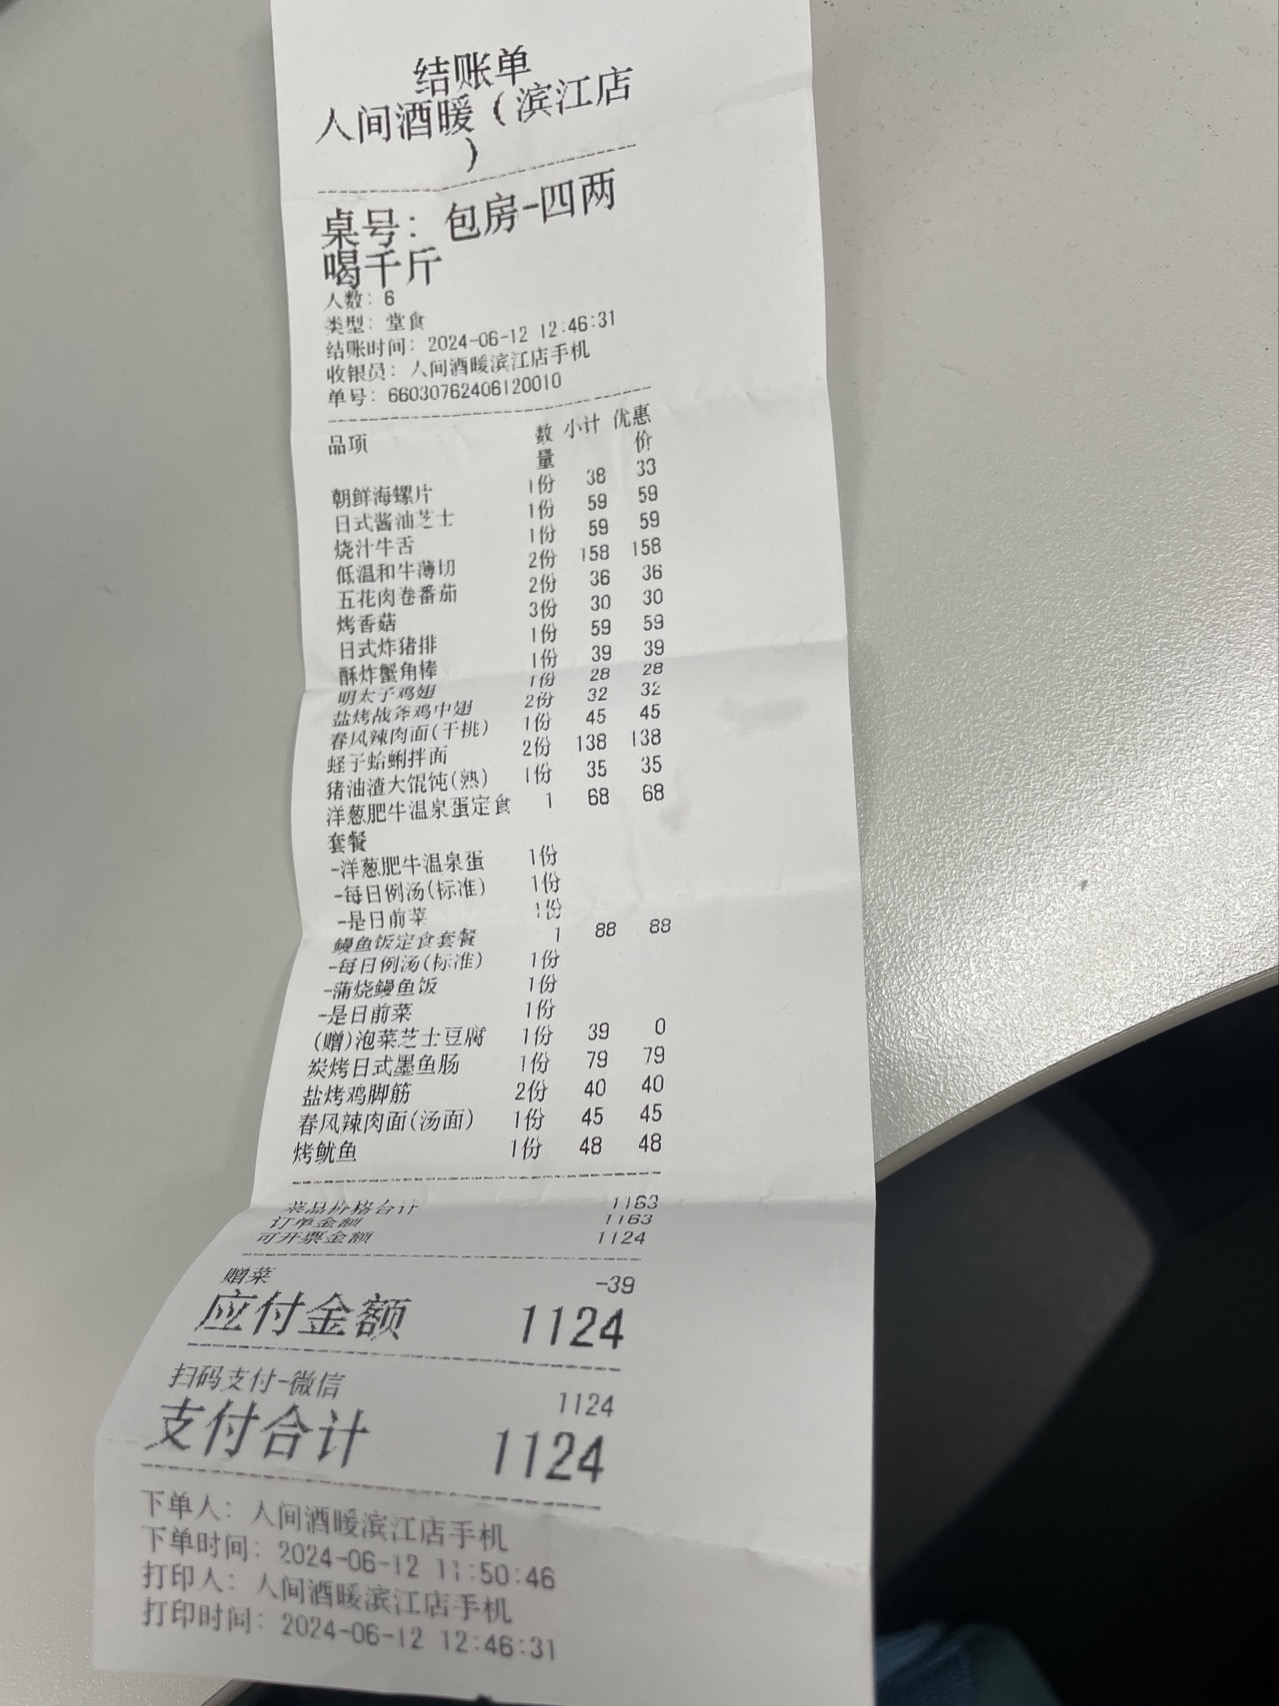 结账单
人间酒暖(滨江店
)
桌号: 包房-四两
喝千斤
人数: 6
类型: 堂食
结账时间: 2024-06-12 12:46:31
收银员: 人间酒暖滨江店手机
单号: 66030762406120010
品项 数量 小计 优惠价
朝鲜海螺片 1份 38 33
日式酱油芝士 1份 59 59
烧汁牛舌 1份 59 59
低温和牛薄切 2份 158 158
五花肉卷番茄 2份 36 36
烤香菇 3份 30 30
日式炸猪排 1份 59 59
酥炸蟹角棒 1份 39 39
明太子鸡翅 1份 28 28
盐烤战斧鸡中翅 2份 32 32
春风辣肉面(干挑) 1份 45 45
蛏子蛤蜊拌面 2份 138 138
猪油渣大馄饨(熟) 1份 35 35
洋葱肥牛温泉蛋定食 1 68 68
套餐
-洋葱肥牛温泉蛋 1份
-每日例汤(标准) 1份
-是日前菜 1份
鳗鱼饭定食套餐 1 88 88
-每日例汤(标准) 1份
-蒲烧鳗鱼饭 1份
-是日前菜 1份
(赠)泡菜芝士豆腐 1份 39 0
炭烤日式墨鱼肠 1份 79 79
盐烤鸡脚筋 2份 40 40
春风辣肉面(汤面) 1份 45 45
烤鱿鱼 1份 48 48
菜品价格合计 1163
订单金额 1163
可开票金额 1124
赠菜 -39
应付金额 1124
扫码支付-微信 1124
支付合计 1124
下单人: 人间酒暖滨江店手机
下单时间: 2024-06-12 11:50:46
打印人: 人间酒暖滨江店手机
打印时间: 2024-06-12 12:46:31